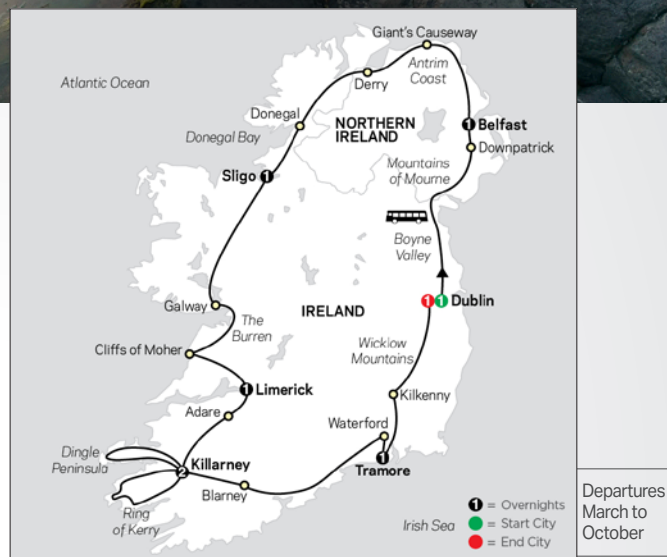 Giant's Causeway
Atlantic Ocean
Antrim
Coast
Derry
Donegal
NORTHERN
IRELAND
1 Belfast
Donegal Bay
Downpatrick
Mountains
of Mourne
Sligo 1
Boyne
Valley
1 1 Dublin
Galway
IRELAND
The
Burren
Wicklow
Mountains
Cliffs of Moher
1 Limerick
Kilkenny
Adare
Waterford
Dingle
Peninsula
2 Killarney
1
Tramore
Blarney
Ring
of Kerry
Irish Sea
1 = Overnights
= Start City
= End City
Departures
March to
October